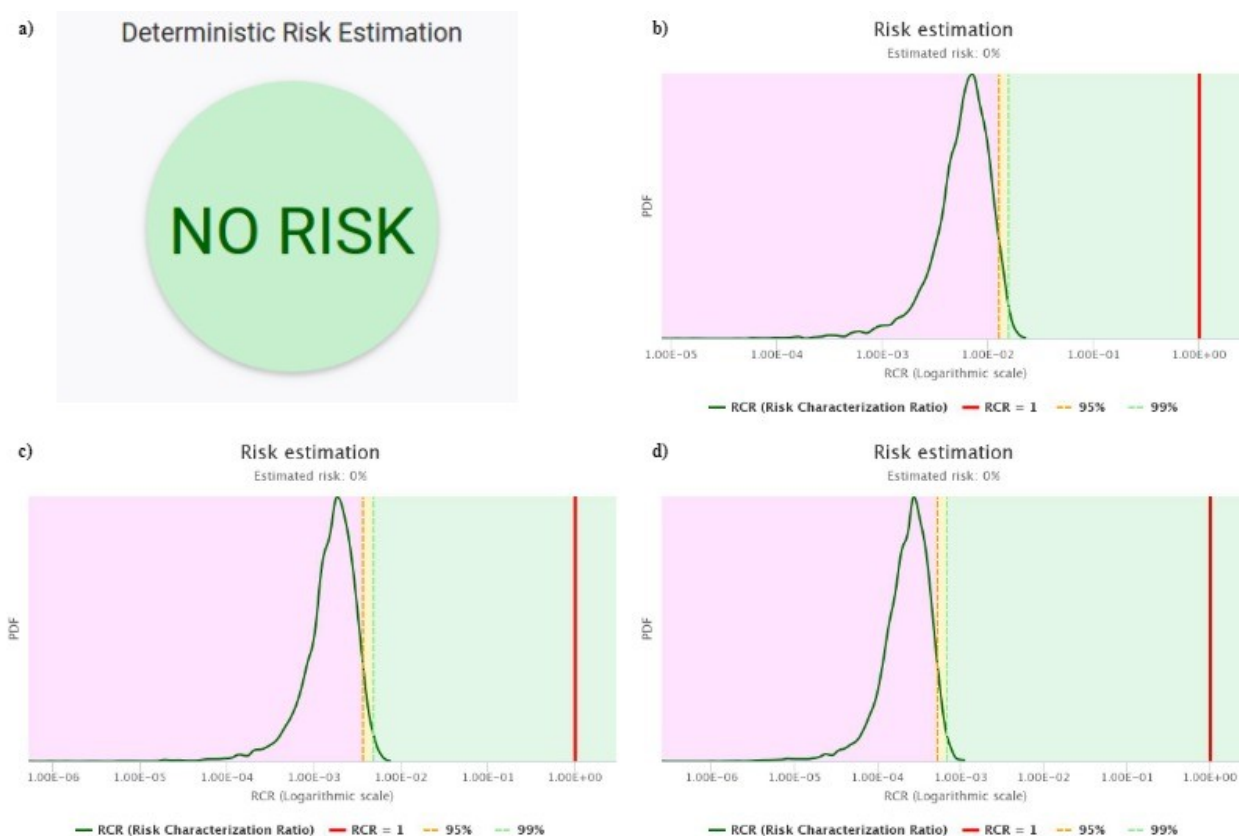 a)
Deterministic Risk Estimation
NO RISK
b)
Risk estimation
Estimated risk: 0%
PDF
1.00E-05 1.00E-04 1.00E-03 1.00E-02 1.00E-01 1.00E+00
RCR (Logarithmic scale)
RCR (Risk Characterization Ratio) RCR = 1 95% 99%
c)
Risk estimation
Estimated risk: 0%
PDF
1.00E-06 1.00E-05 1.00E-04 1.00E-03 1.00E-02 1.00E-01 1.00E+00
RCR (Logarithmic scale)
RCR (Risk Characterization Ratio) RCR = 1 95% 99%
d)
Risk estimation
Estimated risk: 0%
PDF
1.00E-06 1.00E-05 1.00E-04 1.00E-03 1.00E-02 1.00E-01 1.00E+00
RCR (Logarithmic scale)
RCR (Risk Characterization Ratio) RCR = 1 95% 99%